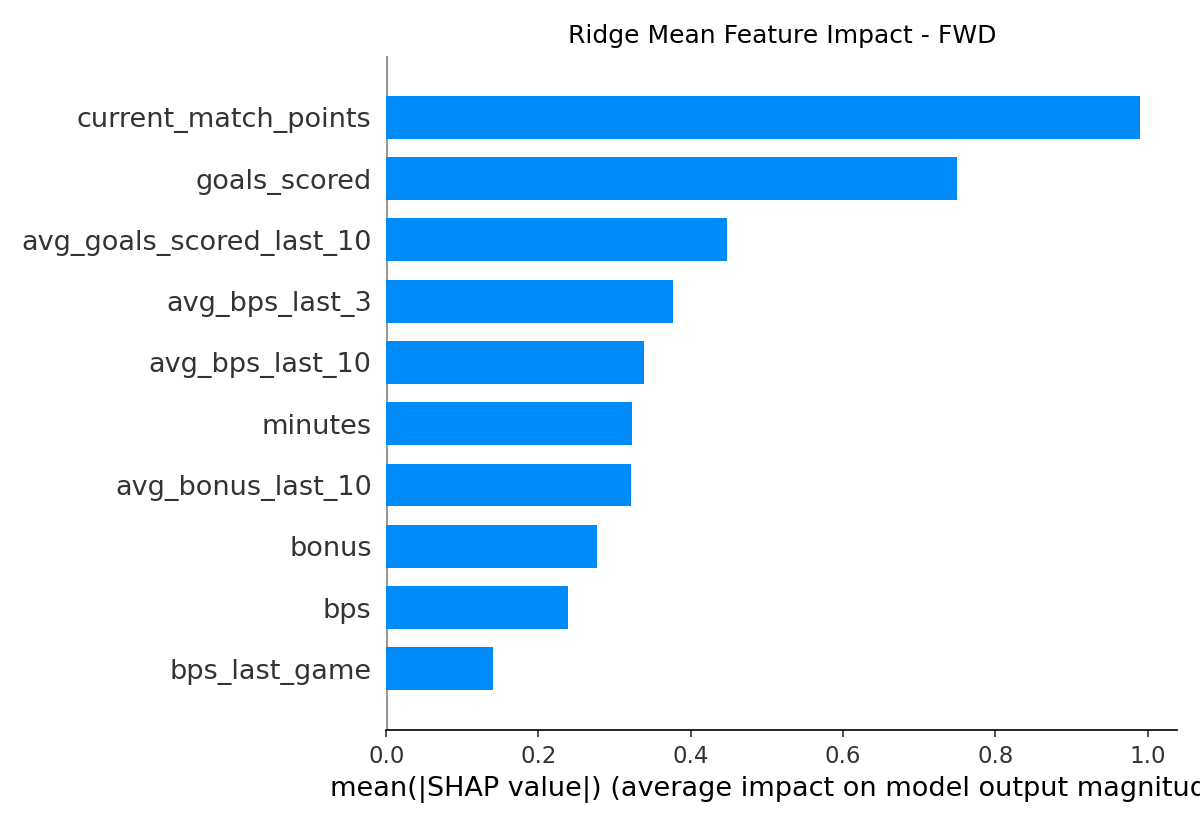 Ridge Mean Feature Impact - FWD
current_match_points
goals_scored
avg_goals_scored_last_10
avg_bps_last_3
avg_bps_last_10
minutes
avg_bonus_last_10
bonus
bps
bps_last_game
0.0 0.2 0.4 0.6 0.8 1.0
mean(|SHAP value|) (average impact on model output magnitud